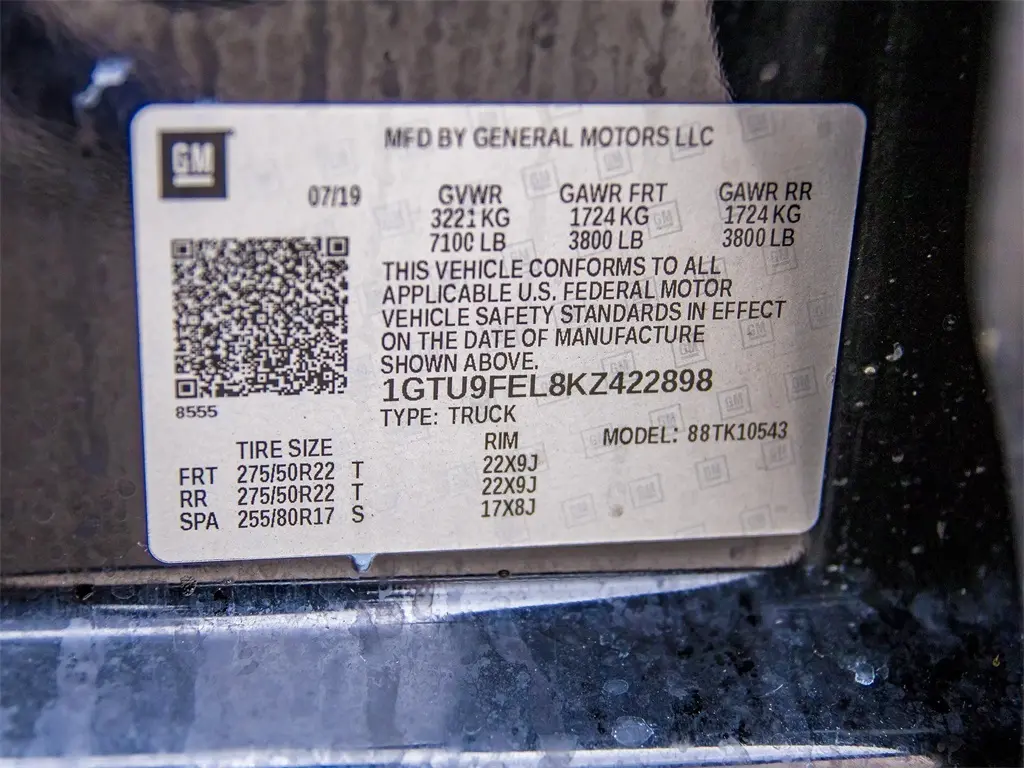 GM
MFD BY GENERAL MOTORS LLC
07/19 GVWR GAWR FRT GAWR RR
3221 KG 1724 KG 1724 KG
7100 LB 3800 LB 3800 LB
THIS VEHICLE CONFORMS TO ALL
APPLICABLE U.S. FEDERAL MOTOR
VEHICLE SAFETY STANDARDS IN EFFECT
ON THE DATE OF MANUFACTURE
SHOWN ABOVE.
1GTU9FEL8KZ422898
8555
TYPE: TRUCK
MODEL: 88TK10543
TIRE SIZE RIM
FRT 275/50R22 T 22X9J
RR 275/50R22 T 22X9J
SPA 255/80R17 S 17X8J